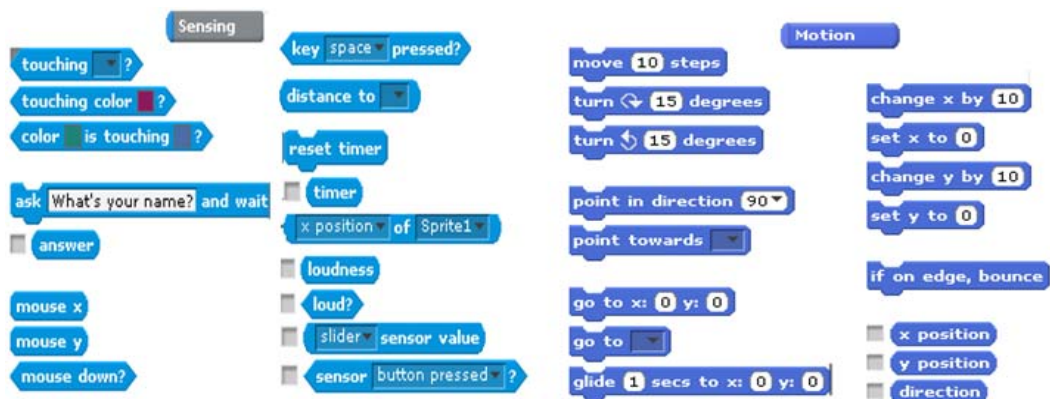 Sensing
touching ?
touching color ?
color is touching ?
ask What's your name? and wait
answer
mouse x
mouse y
mouse down?
key space pressed?
distance to
reset timer
timer
x position of Sprite1
loudness
loud?
slider sensor value
sensor button pressed ?
Motion
move 10 steps
turn 15 degrees
turn 15 degrees
point in direction 90
point towards
go to x: 0 y: 0
go to
glide 1 secs to x: 0 y: 0
change x by 10
set x to 0
change y by 10
set y to 0
if on edge, bounce
x position
y position
direction